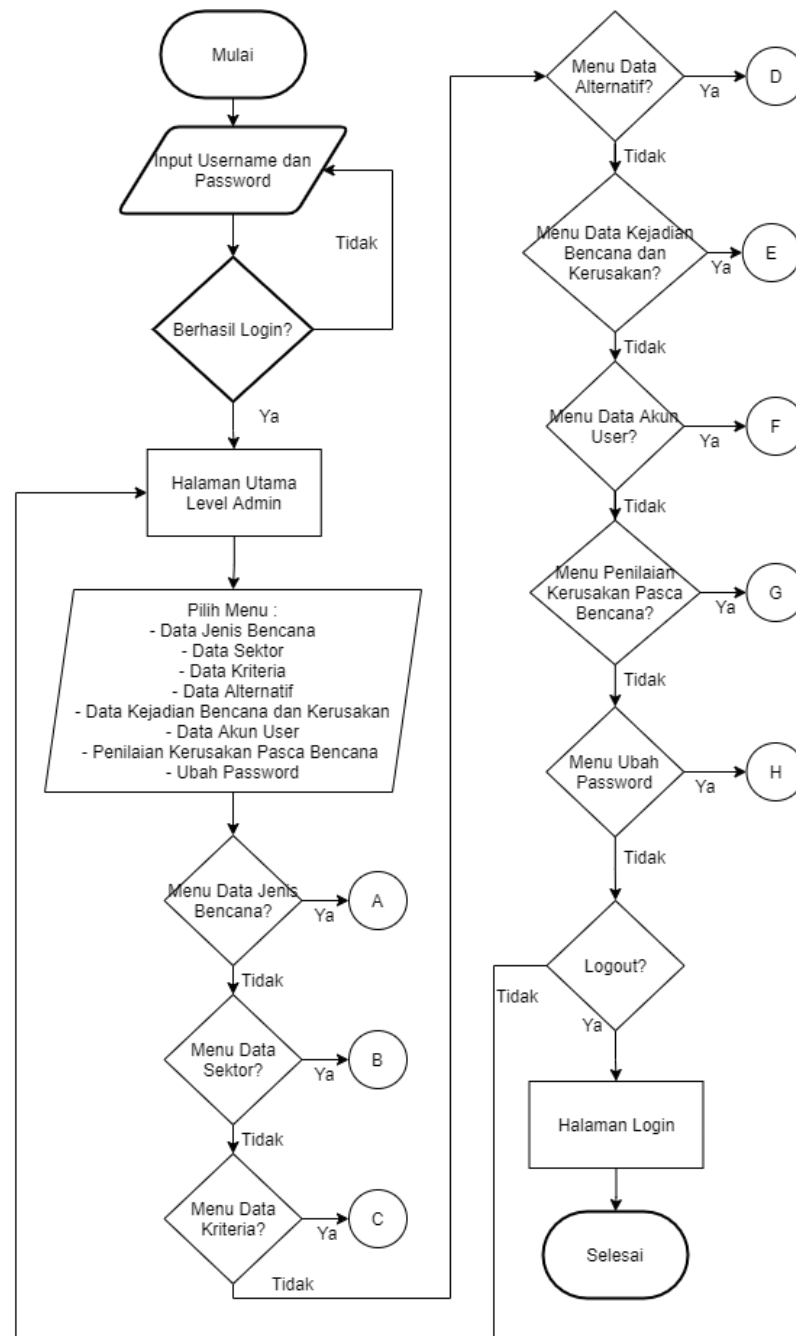 Mulai
Input Username dan
Password
Tidak
Berhasil Login?
Ya
Halaman Utama
Level Admin
Pilih Menu :
- Data Jenis Bencana
- Data Sektor
- Data Kriteria
- Data Alternatif
- Data Kejadian Bencana dan Kerusakan
- Data Akun User
- Penilaian Kerusakan Pasca Bencana
- Ubah Password
Menu Data Jenis
Bencana?
Ya
A
Tidak
Menu Data
Sektor?
Ya
B
Tidak
Menu Data
Kriteria?
Ya
C
Tidak
Menu Data
Alternatif?
Ya
D
Tidak
Menu Data Kejadian
Bencana dan
Kerusakan?
Ya
E
Tidak
Menu Data Akun
User?
Ya
F
Tidak
Menu Penilaian
Kerusakan Pasca
Bencana?
Ya
G
Tidak
Menu Ubah
Password
Ya
H
Tidak
Logout?
Tidak
Ya
Halaman Login
Selesai